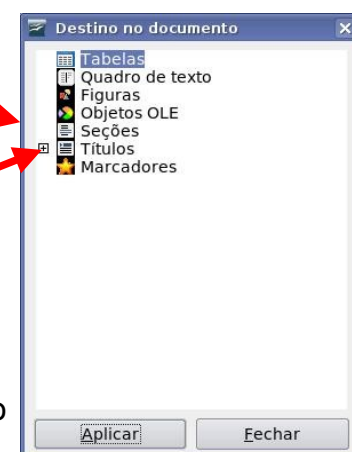 Destino no documento
Tabelas
Quadro de texto
Figuras
Objetos OLE
Seções
Títulos
Marcadores
o
Aplicar
Fechar